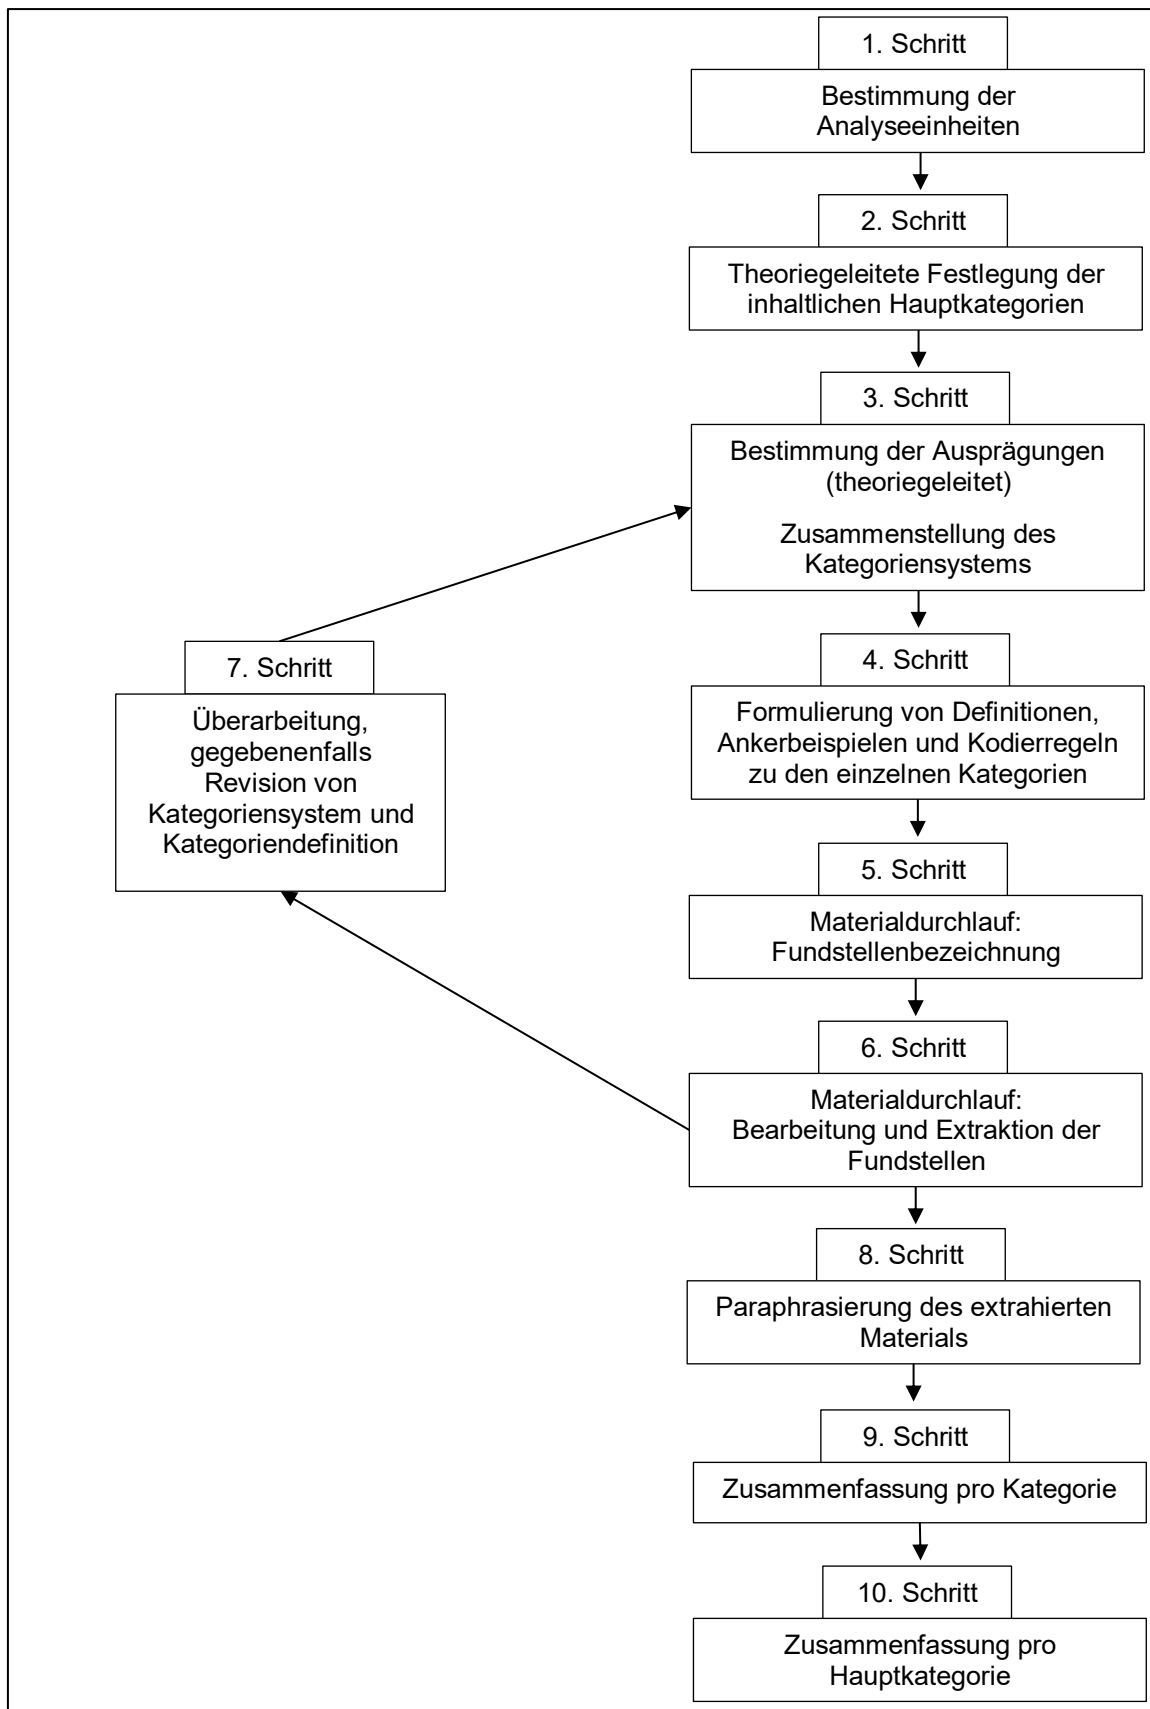 1. Schritt
Bestimmung der
Analyseeinheiten
2. Schritt
Theoriegeleitete Festlegung der
inhaltlichen Hauptkategorien
3. Schritt
Bestimmung der Ausprägungen
(theoriegeleitet)
Zusammenstellung des
Kategoriensystems
4. Schritt
Formulierung von Definitionen,
Ankerbeispielen und Kodierregeln
zu den einzelnen Kategorien
5. Schritt
Materialdurchlauf:
Fundstellenbezeichnung
6. Schritt
Materialdurchlauf:
Bearbeitung und Extraktion der
Fundstellen
7. Schritt
Überarbeitung,
gegebenenfalls
Revision von
Kategoriensystem und
Kategoriendefinition
8. Schritt
Paraphrasierung des extrahierten
Materials
9. Schritt
Zusammenfassung pro Kategorie
10. Schritt
Zusammenfassung pro
Hauptkategorie